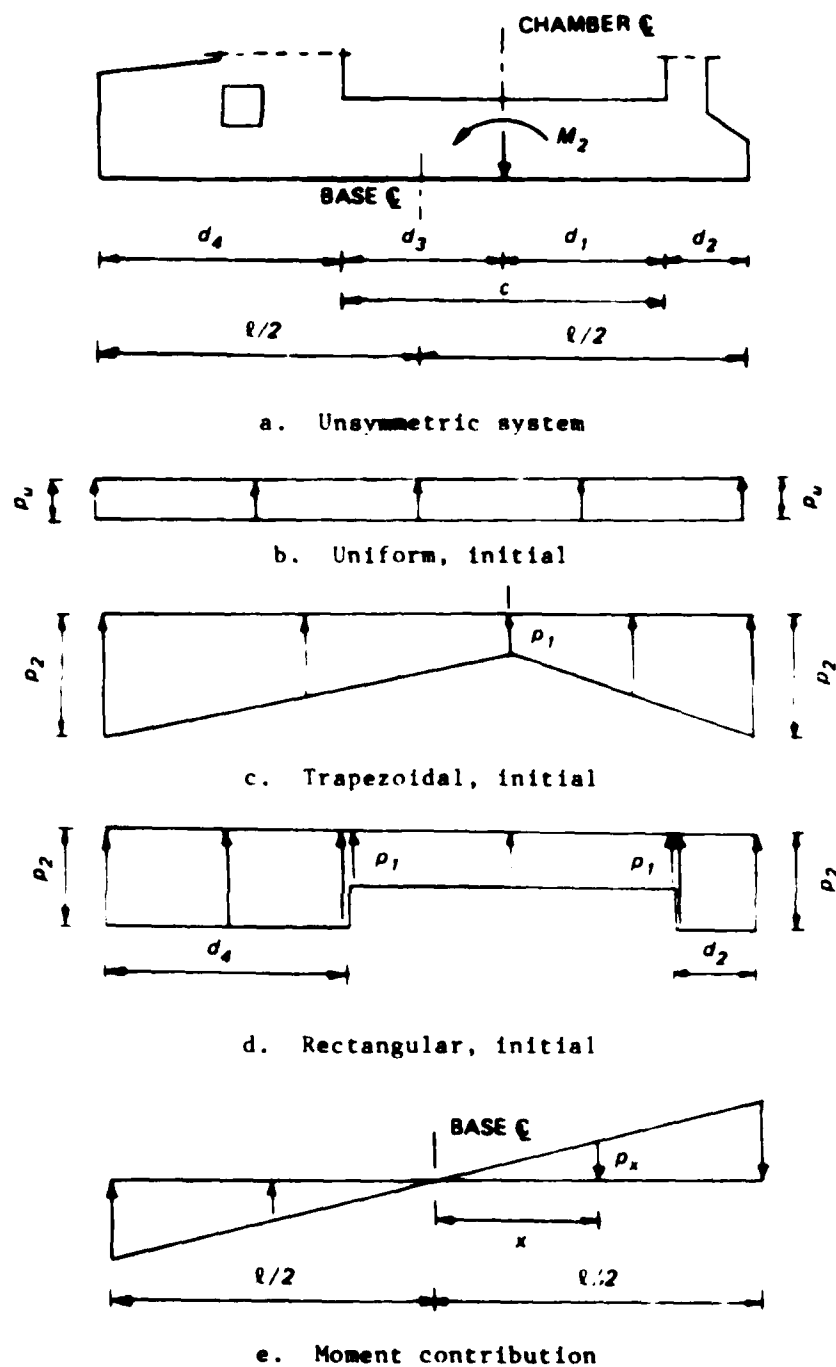 CHAMBER ℄
M₂
BASE ℄
d₄ d₃ d₁ d₂
c
ℓ/2 ℓ/2
a. Unsymmetric system
pᵤ pᵤ
b. Uniform, initial
p₂ p₁ p₂
c. Trapezoidal, initial
p₂ p₁ p₁ p₂
d₄ d₂
d. Rectangular, initial
BASE ℄
pₓ
x
ℓ/2 ℓ/2
e. Moment contribution